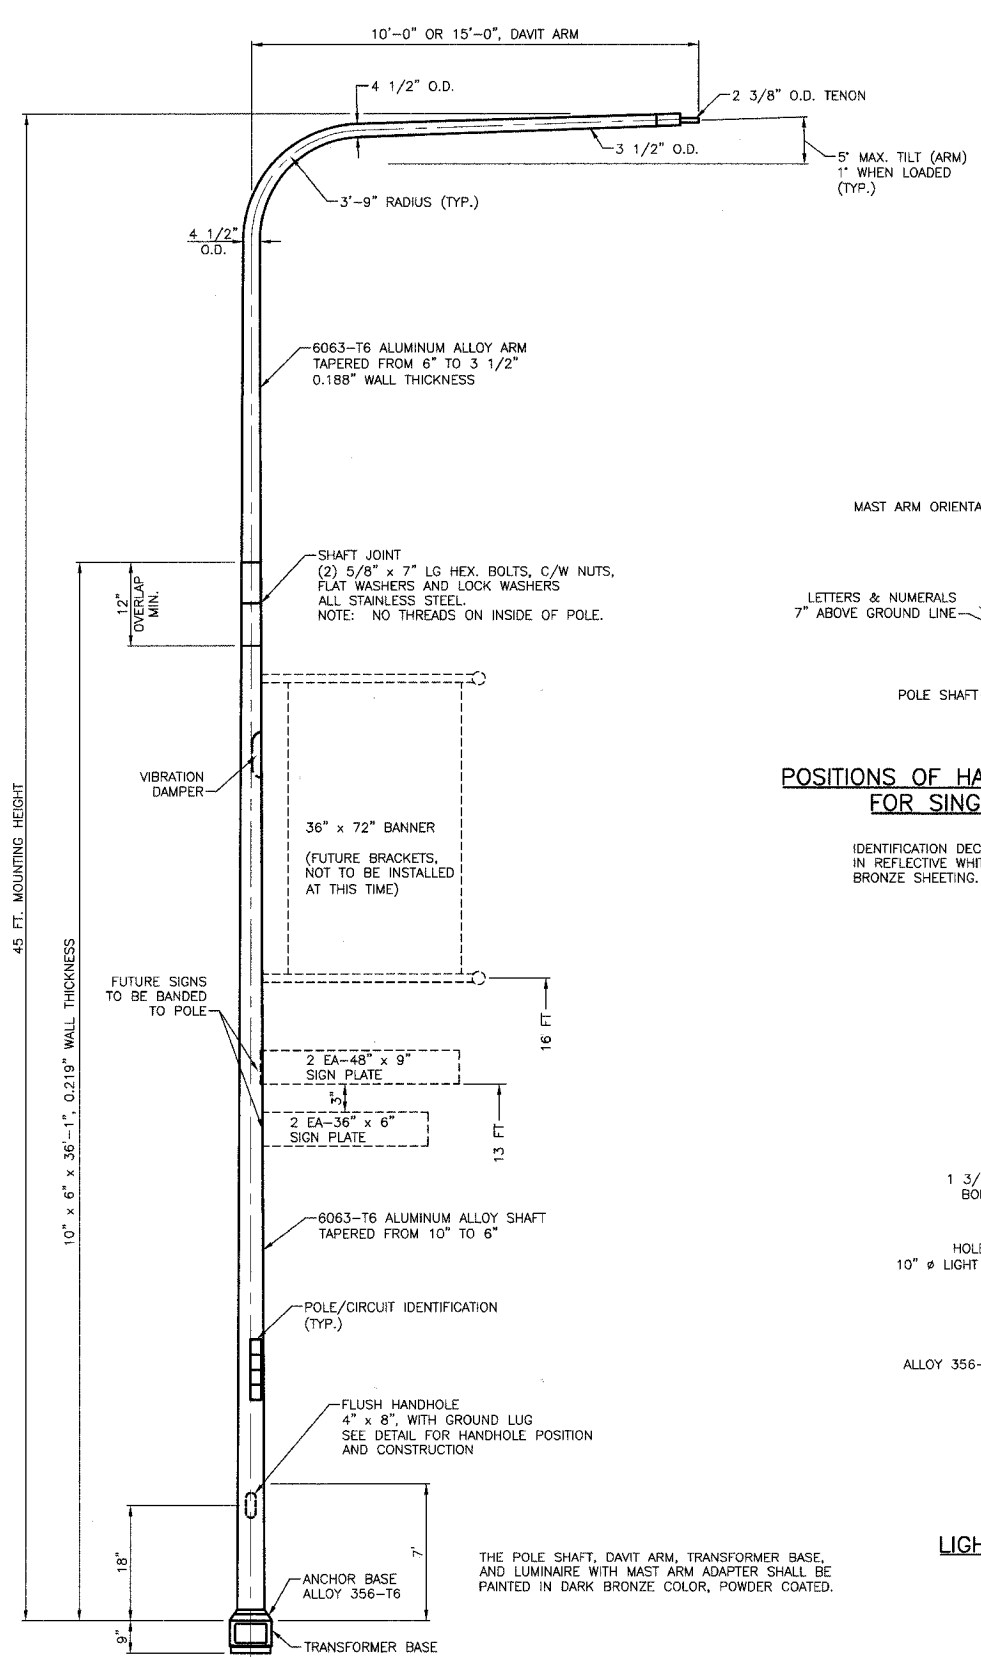 10'-0" OR 15'-0", DAVIT ARM
4 1/2" O.D.
2 3/8" O.D. TENON
3 1/2" O.D.
5° MAX. TILT (ARM)
1° WHEN LOADED
(TYP.)
3'-9" RADIUS (TYP.)
4 1/2"
O.D.
6063-T6 ALUMINUM ALLOY ARM
TAPERED FROM 6" TO 3 1/2"
0.188" WALL THICKNESS
MAST ARM ORIENTA
SHAFT JOINT
(2) 5/8" x 7" LG HEX. BOLTS, C/W NUTS,
FLAT WASHERS AND LOCK WASHERS
ALL STAINLESS STEEL.
NOTE: NO THREADS ON INSIDE OF POLE.
12"
OVERLAP
MIN.
LETTERS & NUMERALS
7" ABOVE GROUND LINE
POLE SHAFT
VIBRATION
DAMPER
POSITIONS OF HA
FOR SING
36" x 72" BANNER
(FUTURE BRACKETS,
NOT TO BE INSTALLED
AT THIS TIME)
IDENTIFICATION DEC
IN REFLECTIVE WHI
BRONZE SHEETING.
45 FT. MOUNTING HEIGHT
10" x 6" x 36'-1", 0.219" WALL THICKNESS
FUTURE SIGNS
TO BE BANDED
TO POLE
16 FT
2 EA-48" x 9"
SIGN PLATE
3"
2 EA-36" x 6"
SIGN PLATE
13 FT
1 3/
BO
6063-T6 ALUMINUM ALLOY SHAFT
TAPERED FROM 10" TO 6"
HOLE
10" ø LIGHT
POLE/CIRCUIT IDENTIFICATION
(TYP.)
ALLOY 356-
FLUSH HANDHOLE
4" x 8", WITH GROUND LUG
SEE DETAIL FOR HANDHOLE POSITION
AND CONSTRUCTION
18"
7'
THE POLE SHAFT, DAVIT ARM, TRANSFORMER BASE,
AND LUMINAIRE WITH MAST ARM ADAPTER SHALL BE
PAINTED IN DARK BRONZE COLOR, POWDER COATED.
LIGH
ANCHOR BASE
ALLOY 356-T6
9"
TRANSFORMER BASE